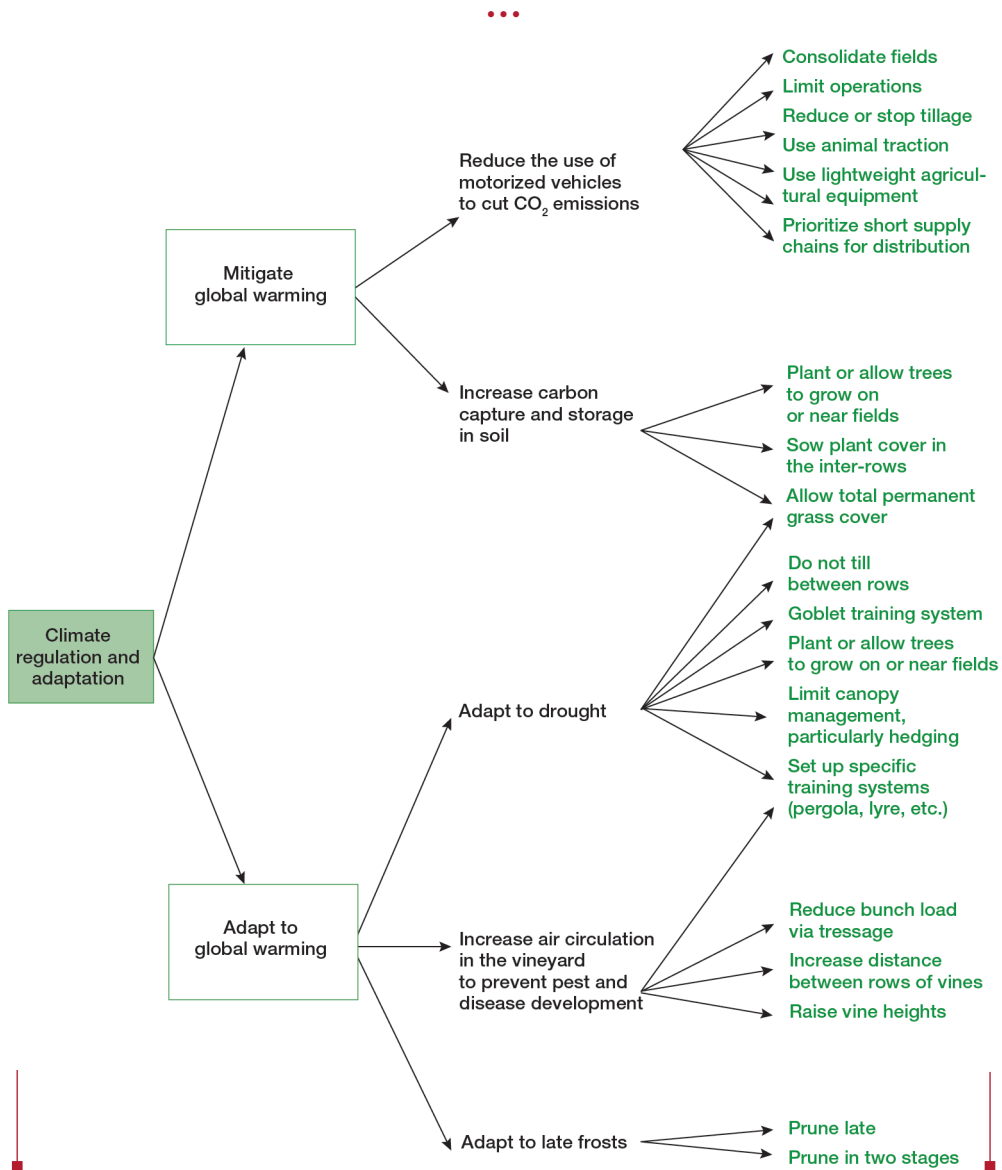 Consolidate fields
Limit operations
Reduce or stop tillage
Use animal traction
Use lightweight agricul-
tural equipment
Prioritize short supply
chains for distribution
Reduce the use of
motorized vehicles
to cut CO₂ emissions
Mitigate
global warming
Increase carbon
capture and storage
in soil
Plant or allow trees
to grow on
or near fields
Sow plant cover in
the inter-rows
Allow total permanent
grass cover
Climate
regulation and
adaptation
Do not till
between rows
Goblet training system
Plant or allow trees
to grow on or near fields
Limit canopy
management,
particularly hedging
Set up specific
training systems
(pergola, lyre, etc.)
Adapt to drought
Adapt to
global warming
Increase air circulation
in the vineyard
to prevent pest and
disease development
Reduce bunch load
via tressage
Increase distance
between rows of vines
Raise vine heights
Adapt to late frosts
Prune late
Prune in two stages